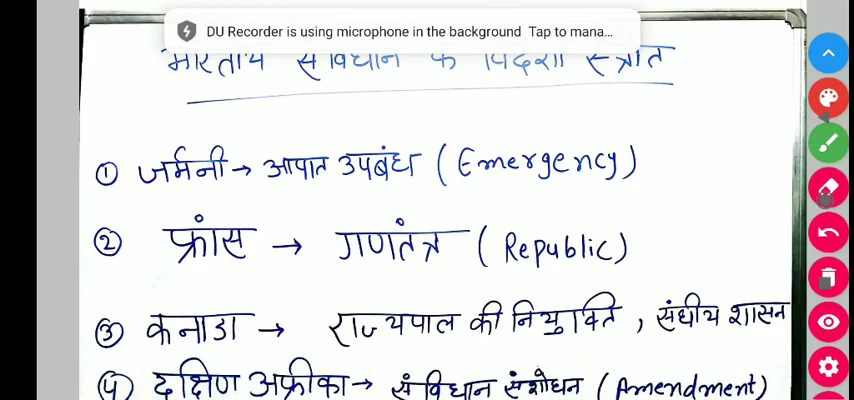 DU Recorder is using microphone in the background Tap to mana...
भारतीय संविधान के विदेशी स्त्रोत
① जर्मनी → आपात उपबंध (Emergency)
② फ्रांस → गणतंत्र (Republic)
③ कनाडा → राज्यपाल की नियुक्ति, संघीय शासन
④ दक्षिण अफ्रीका → संविधान संशोधन (Amendment)